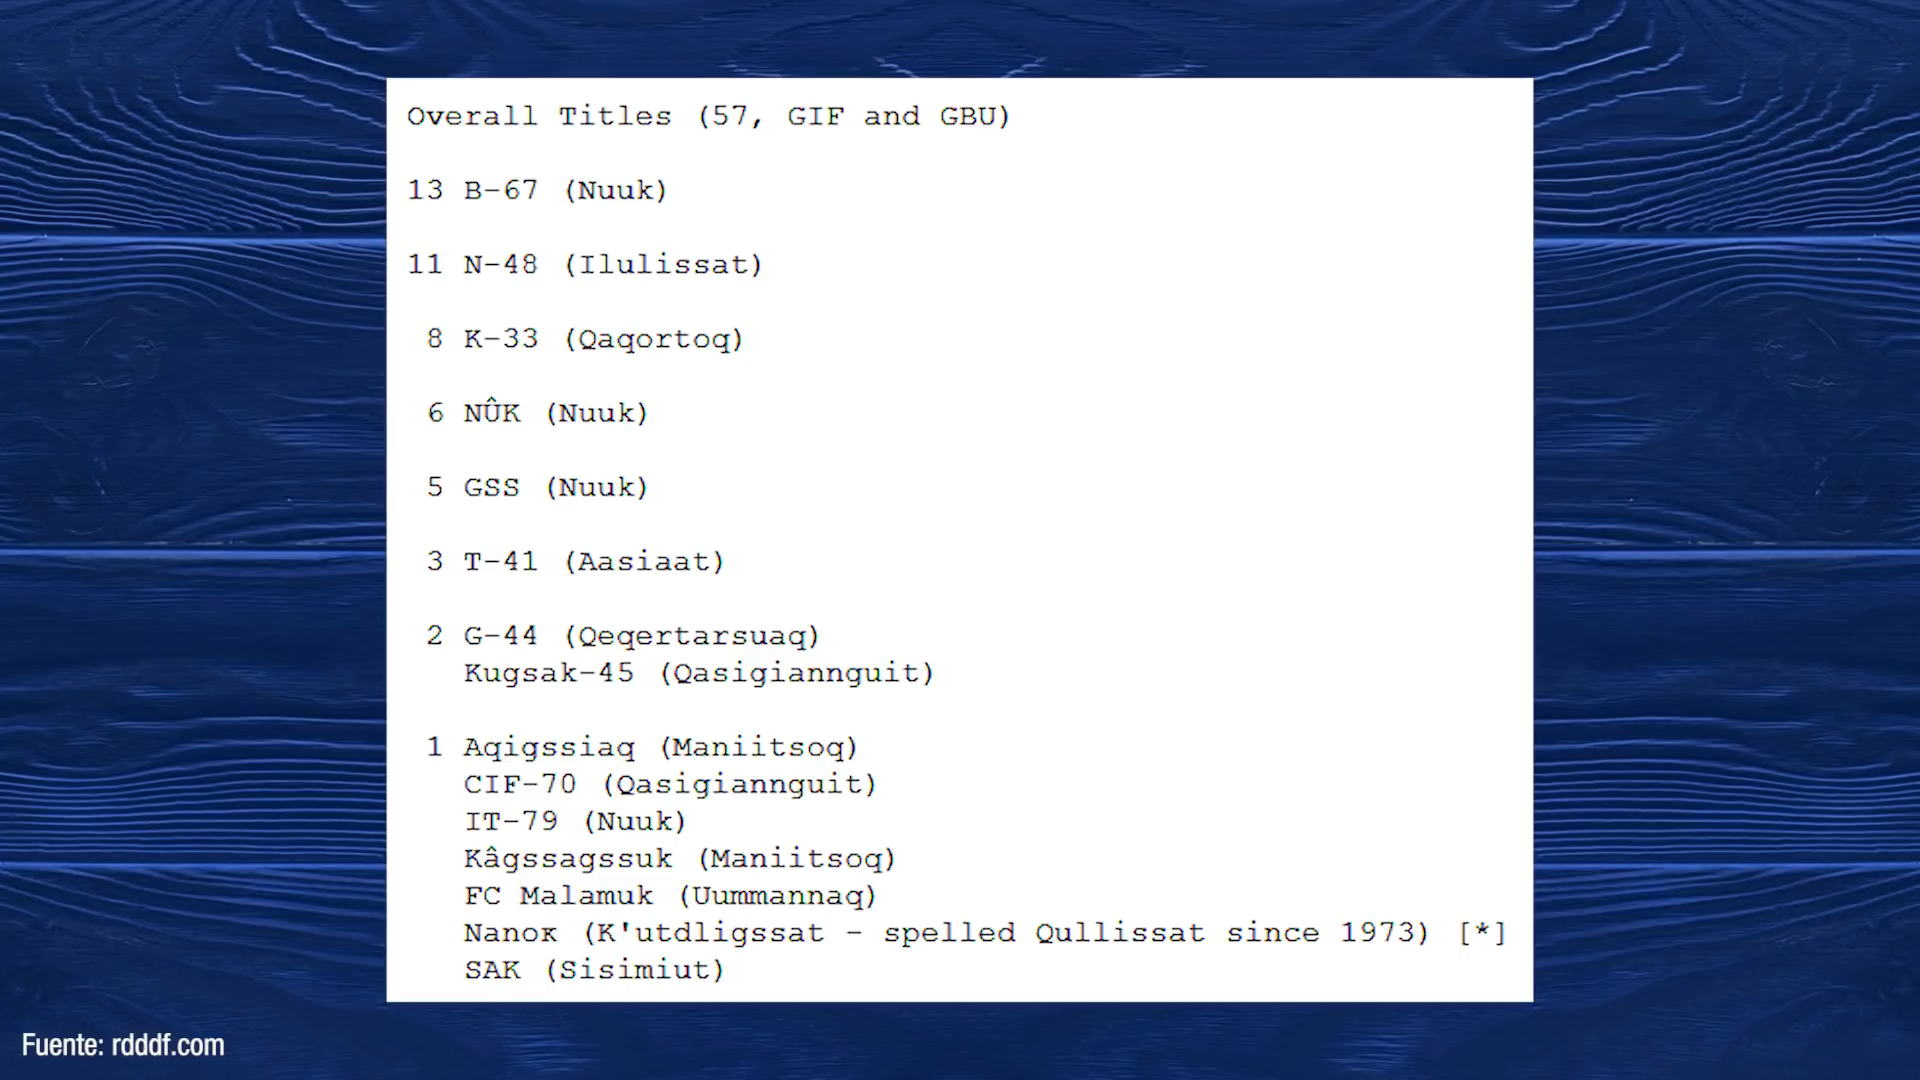 Overall Titles (57, GIF and GBU)
13 B-67 (Nuuk)
11 N-48 (Ilulissat)
8 K-33 (Qaqortoq)
6 NÛK (Nuuk)
5 GSS (Nuuk)
3 T-41 (Aasiaat)
2 G-44 (Qeqertarsuaq)
Kugsak-45 (Qasigiannguit)
1 Aqigssiaq (Maniitsoq)
CIF-70 (Qasigiannguit)
IT-79 (Nuuk)
Kâgssagssuk (Maniitsoq)
FC Malamuk (Uummannaq)
Nanoĸ (K'utdligssat - spelled Qullissat since 1973) [*]
SAK (Sisimiut)
Fuente: rdddf.com